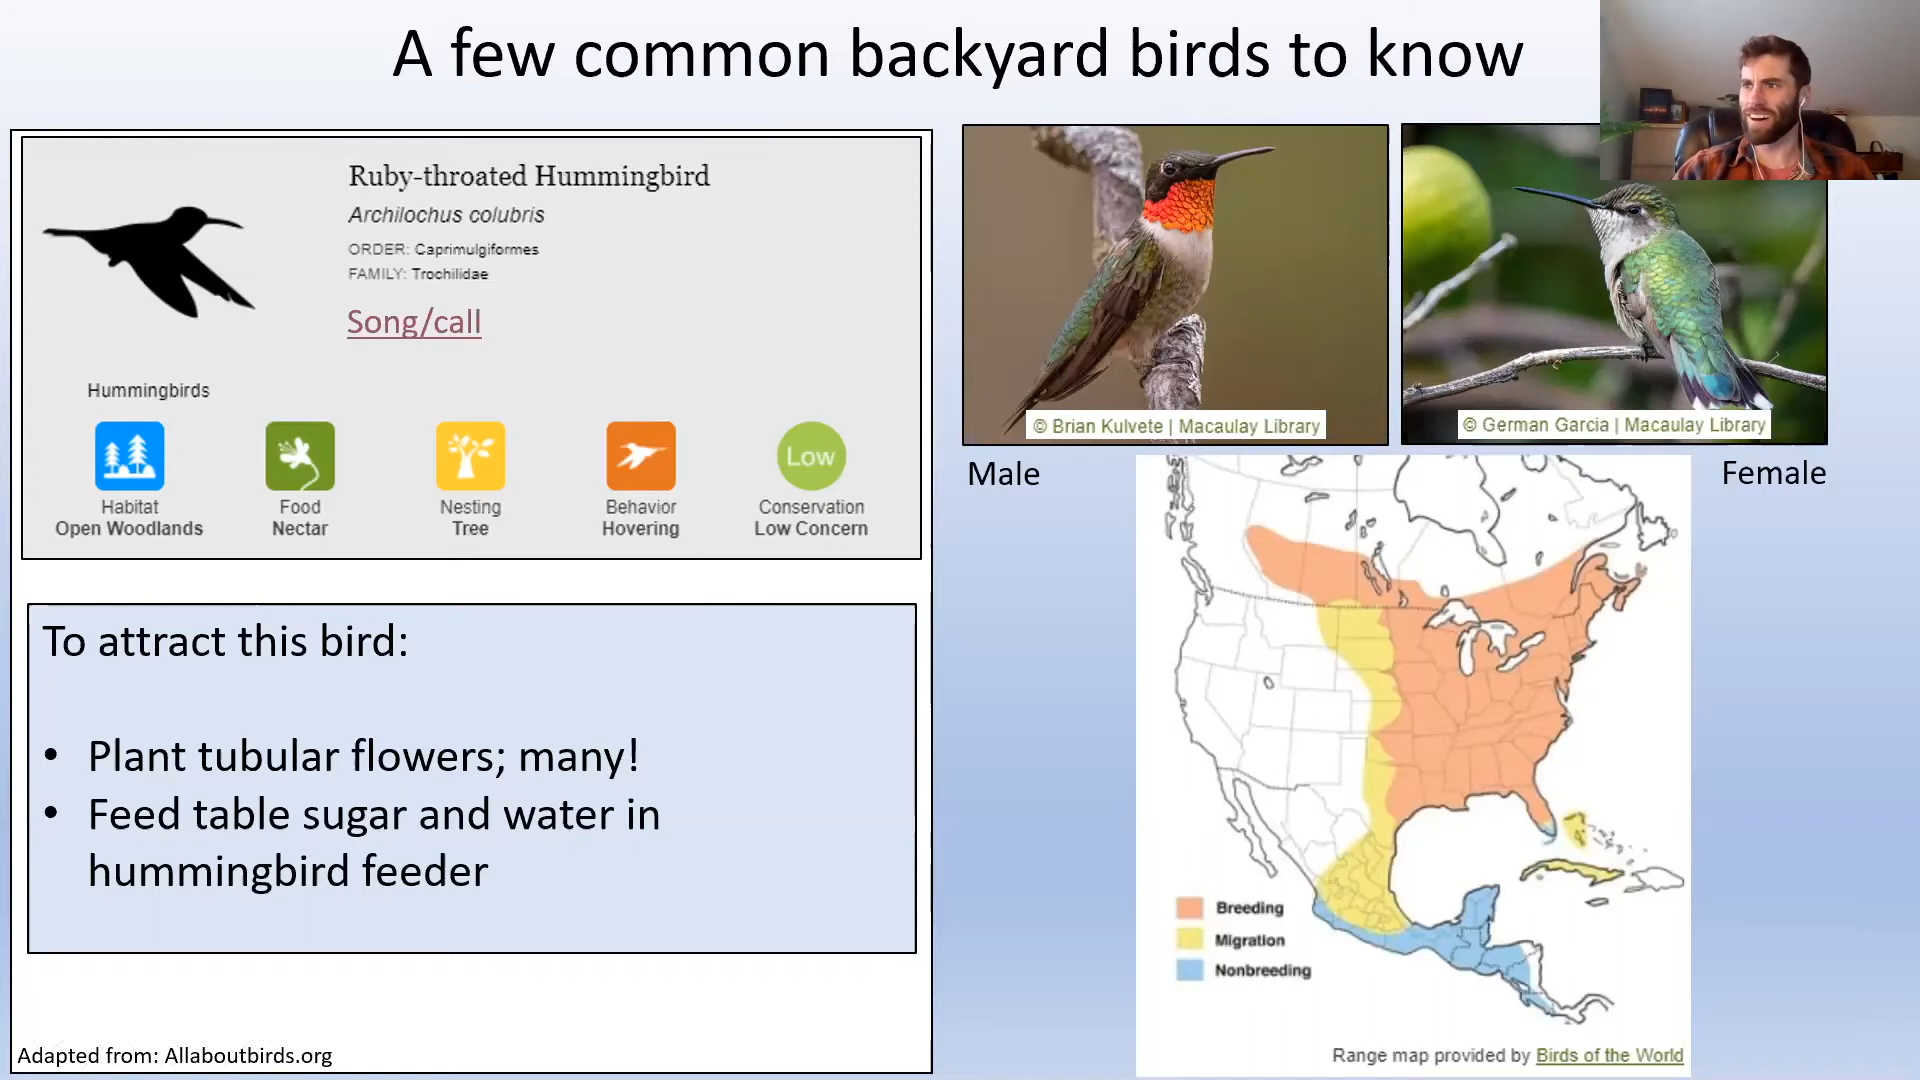 A few common backyard birds to know
Ruby-throated Hummingbird
Archilochus colubris
ORDER: Caprimulgiformes
FAMILY: Trochilidae
Song/call
Hummingbirds
Low
Habitat
Open Woodlands
Food
Nectar
Nesting
Tree
Behavior
Hovering
Conservation
Low Concern
To attract this bird:
• Plant tubular flowers; many!
• Feed table sugar and water in
hummingbird feeder
Adapted from: Allaboutbirds.org
© Brian Kulvete | Macaulay Library
© German Garcia | Macaulay Library
Male
Female
Breeding
Migration
Nonbreeding
Range map provided by Birds of the World